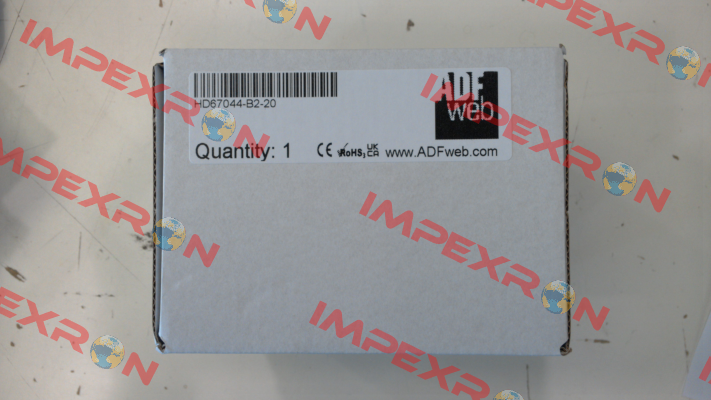 IMPEXRON
IMPEXRON
IMPEXRON
ADF
web
HD67044-B2-20
Quantity: 1 CE RoHS UK CA www.ADFweb.com
IMPEXRON
IMPEXRON
IMPEXRON
IMPEXRON
IMPEXRON